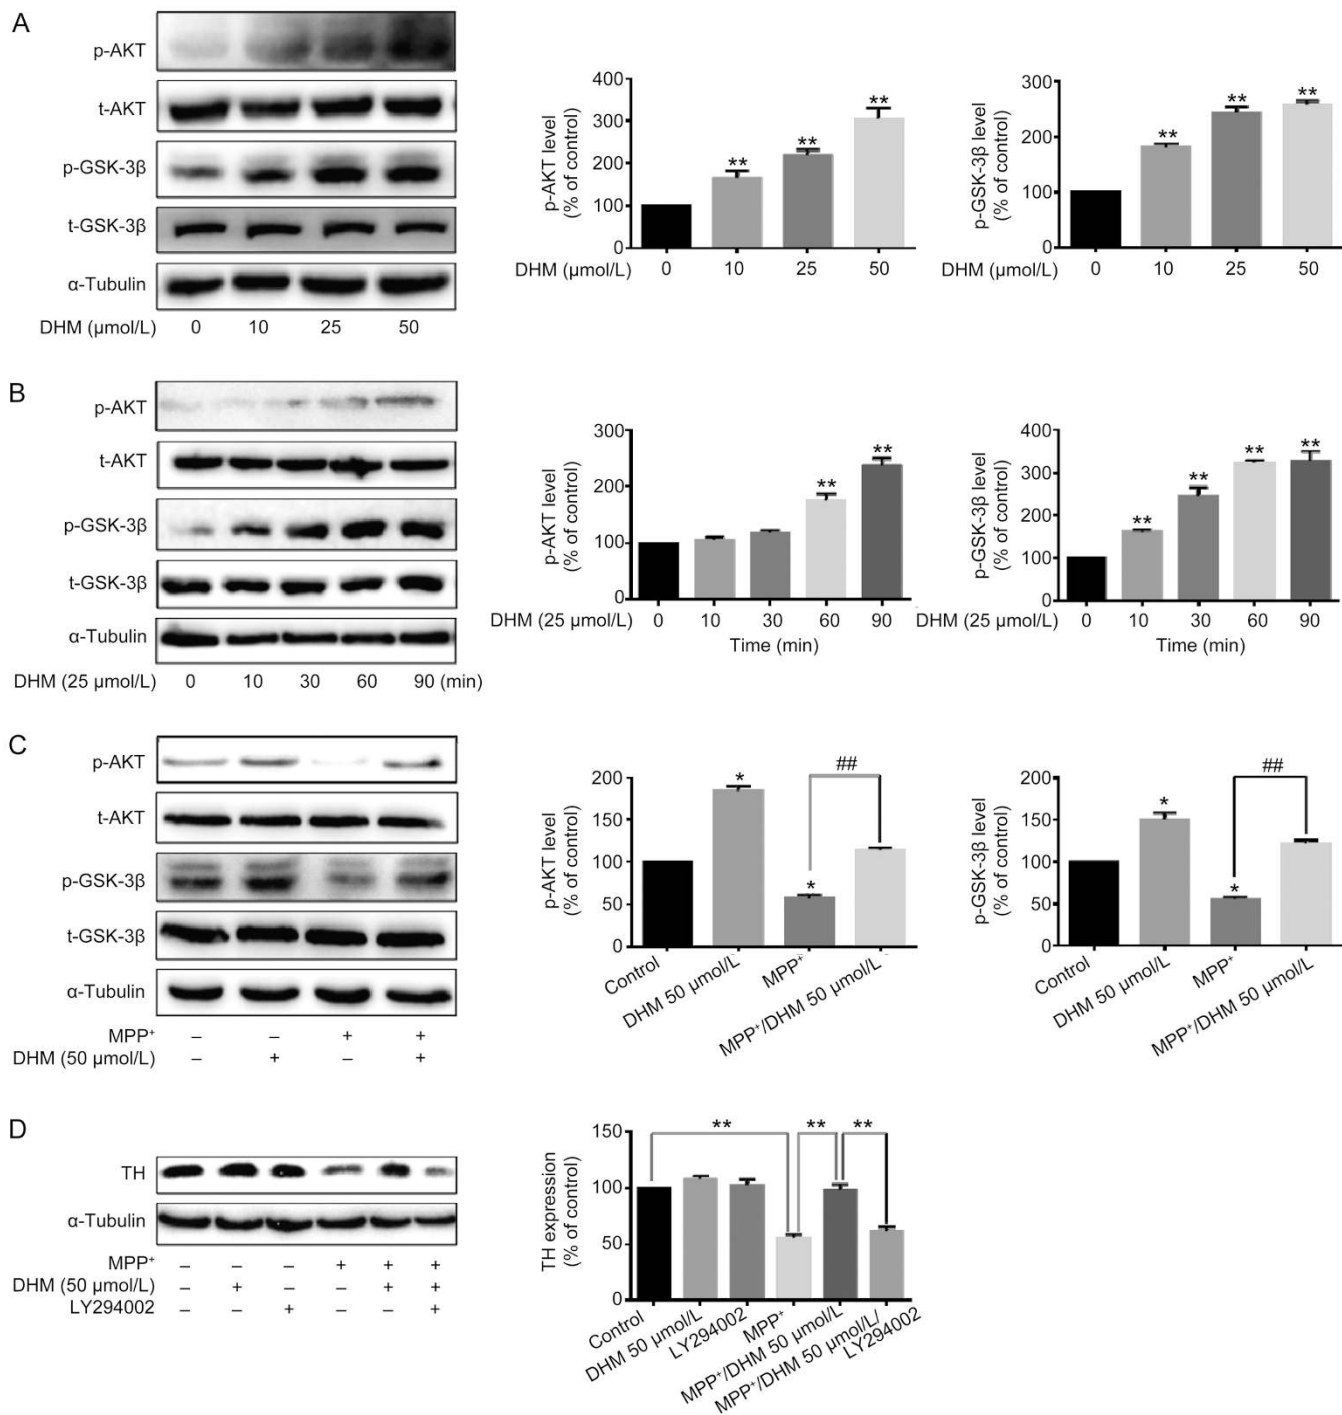 A
p-AKT
t-AKT
p-GSK-3β
t-GSK-3β
α-Tubulin
DHM (μmol/L) 0 10 25 50
p-AKT level
(% of control)
400
300
200
100
0
** ** **
DHM (μmol/L) 0 10 25 50
p-GSK-3β level
(% of control)
300
200
100
0
** ** **
DHM (μmol/L) 0 10 25 50
B
p-AKT
t-AKT
p-GSK-3β
t-GSK-3β
α-Tubulin
DHM (25 μmol/L) 0 10 30 60 90 (min)
p-AKT level
(% of control)
300
200
100
0
** **
DHM (25 μmol/L) 0 10 30 60 90
Time (min)
p-GSK-3β level
(% of control)
400
300
200
100
0
** ** ** **
DHM (25 μmol/L) 0 10 30 60 90
Time (min)
C
p-AKT
t-AKT
p-GSK-3β
t-GSK-3β
α-Tubulin
MPP⁺ – – + +
DHM (50 μmol/L) – + – +
p-AKT level
(% of control)
200
150
100
50
0
* * ##
Control
DHM 50 μmol/L
MPP⁺
MPP⁺/DHM 50 μmol/L
p-GSK-3β level
(% of control)
200
150
100
50
0
* * ##
Control
DHM 50 μmol/L
MPP⁺
MPP⁺/DHM 50 μmol/L
D
TH
α-Tubulin
MPP⁺ – – – + + +
DHM (50 μmol/L) – + – – + +
LY294002 – – + – – +
TH expression
(% of control)
150
100
50
0
** ** **
Control
DHM 50 μmol/L
LY294002
MPP⁺
MPP⁺/DHM 50 μmol/L
MPP⁺/DHM 50 μmol/L/
LY294002